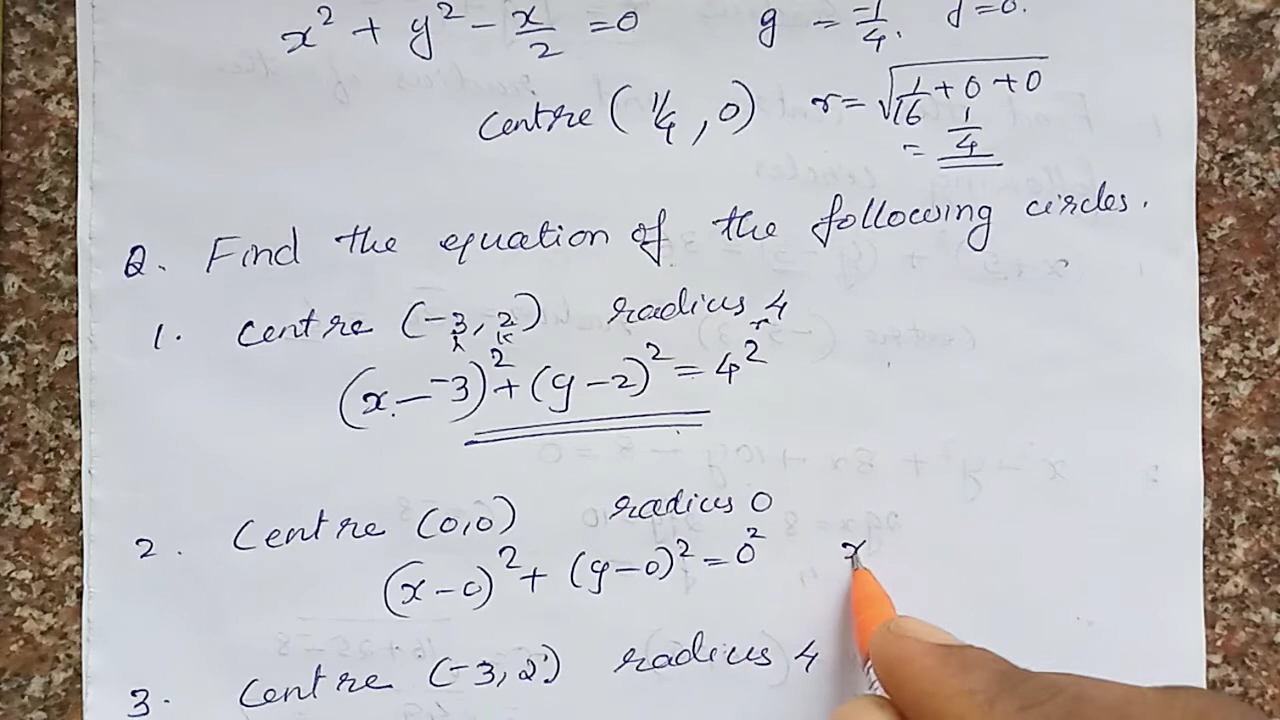 x² + y² - x/2 = 0 g = -1/4. f = 0.
centre (1/4, 0) r = √(1/16 + 0 + 0)
= 1/4
Q. Find the equation of the following circles.
1. centre (-3, 2) radius 4
h k r
(x - -3)² + (y - 2)² = 4²
2. Centre (0,0) radius 0
(x - 0)² + (y - 0)² = 0² x
3. Centre (-3, 2) radius 4